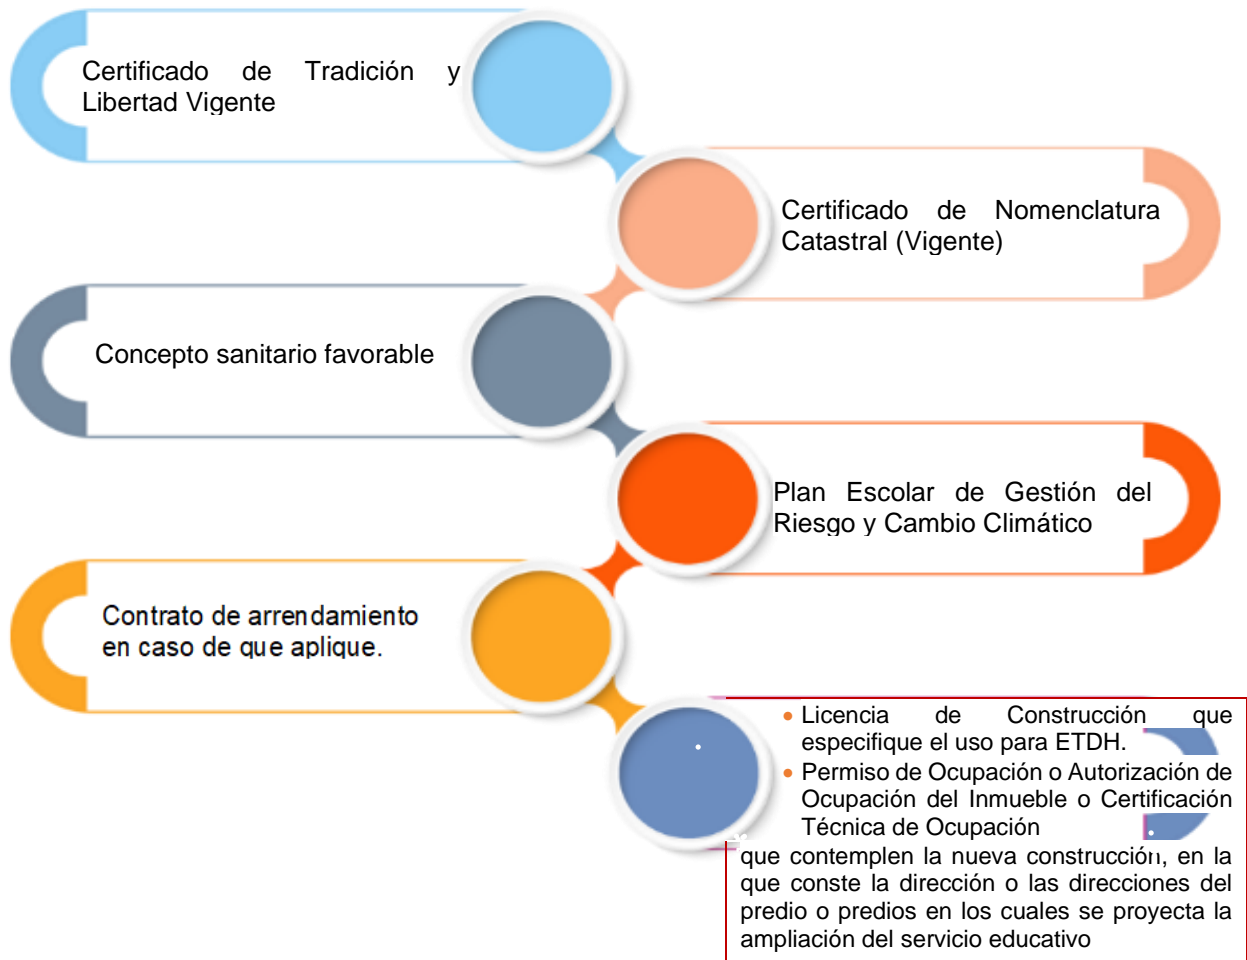 Certificado de Tradición y
Libertad Vigente
Certificado de Nomenclatura
Catastral (Vigente)
Concepto sanitario favorable
Plan Escolar de Gestión del
Riesgo y Cambio Climático
Contrato de arrendamiento
en caso de que aplique.
• Licencia de Construcción que
especifique el uso para ETDH.
• Permiso de Ocupación o Autorización de
Ocupación del Inmueble o Certificación
Técnica de Ocupación
que contemplen la nueva construcción, en la
que conste la dirección o las direcciones del
predio o predios en los cuales se proyecta la
ampliación del servicio educativo